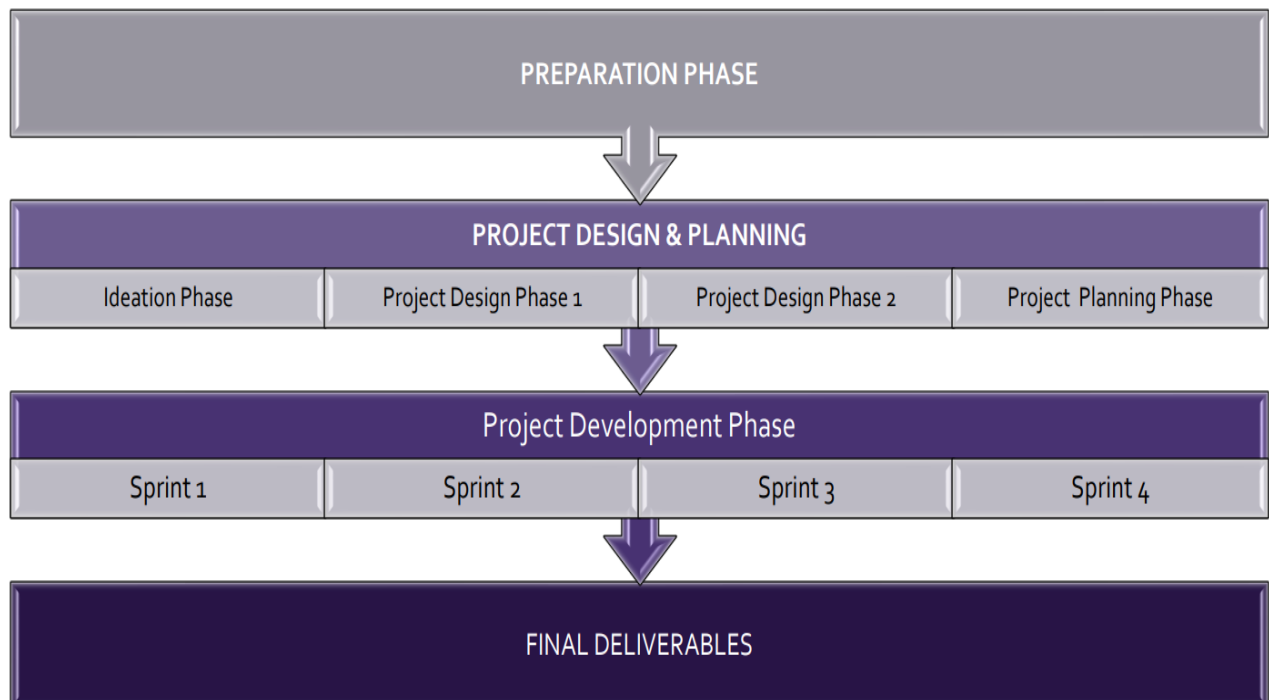 PREPARATION PHASE
PROJECT DESIGN & PLANNING
Ideation Phase
Project Design Phase 1
Project Design Phase 2
Project Planning Phase
Project Development Phase
Sprint 1
Sprint 2
Sprint 3
Sprint 4
FINAL DELIVERABLES